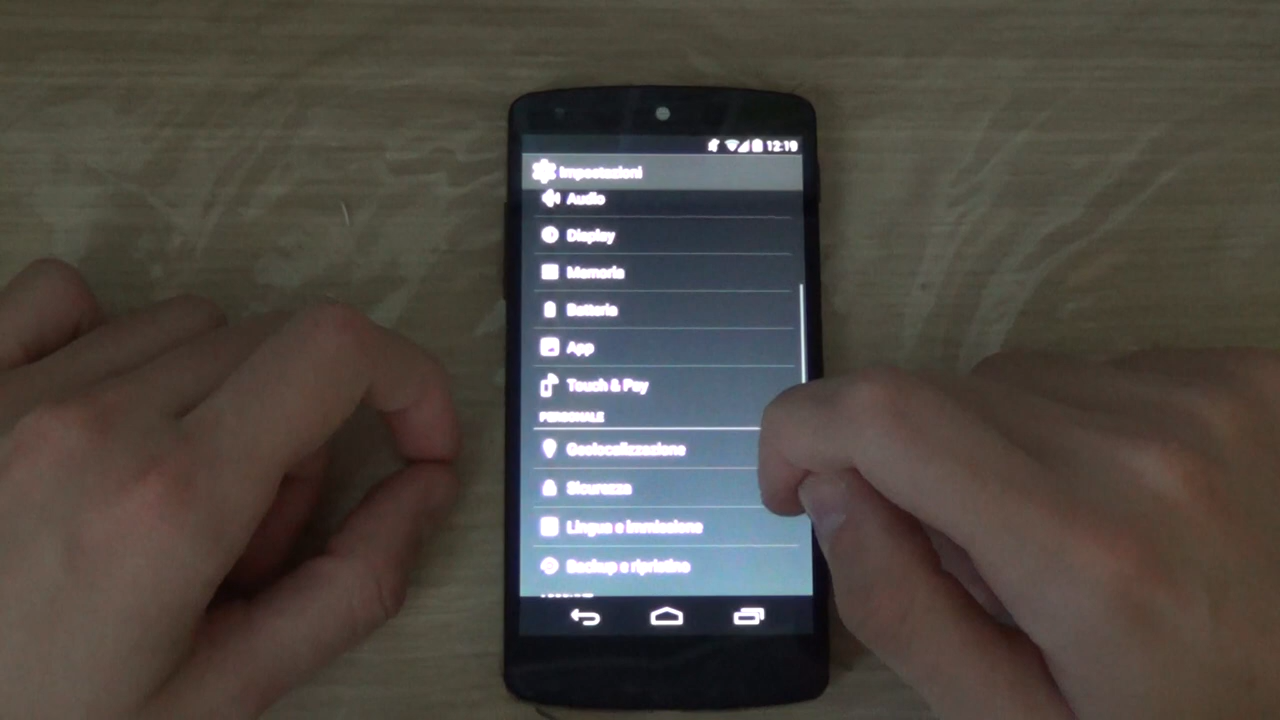 12:19
Impostazioni
Audio
Display
Memoria
Batteria
App
Touch & Pay
PERSONALE
Geolocalizzazione
Sicurezza
Lingua e immissione
Backup e ripristino